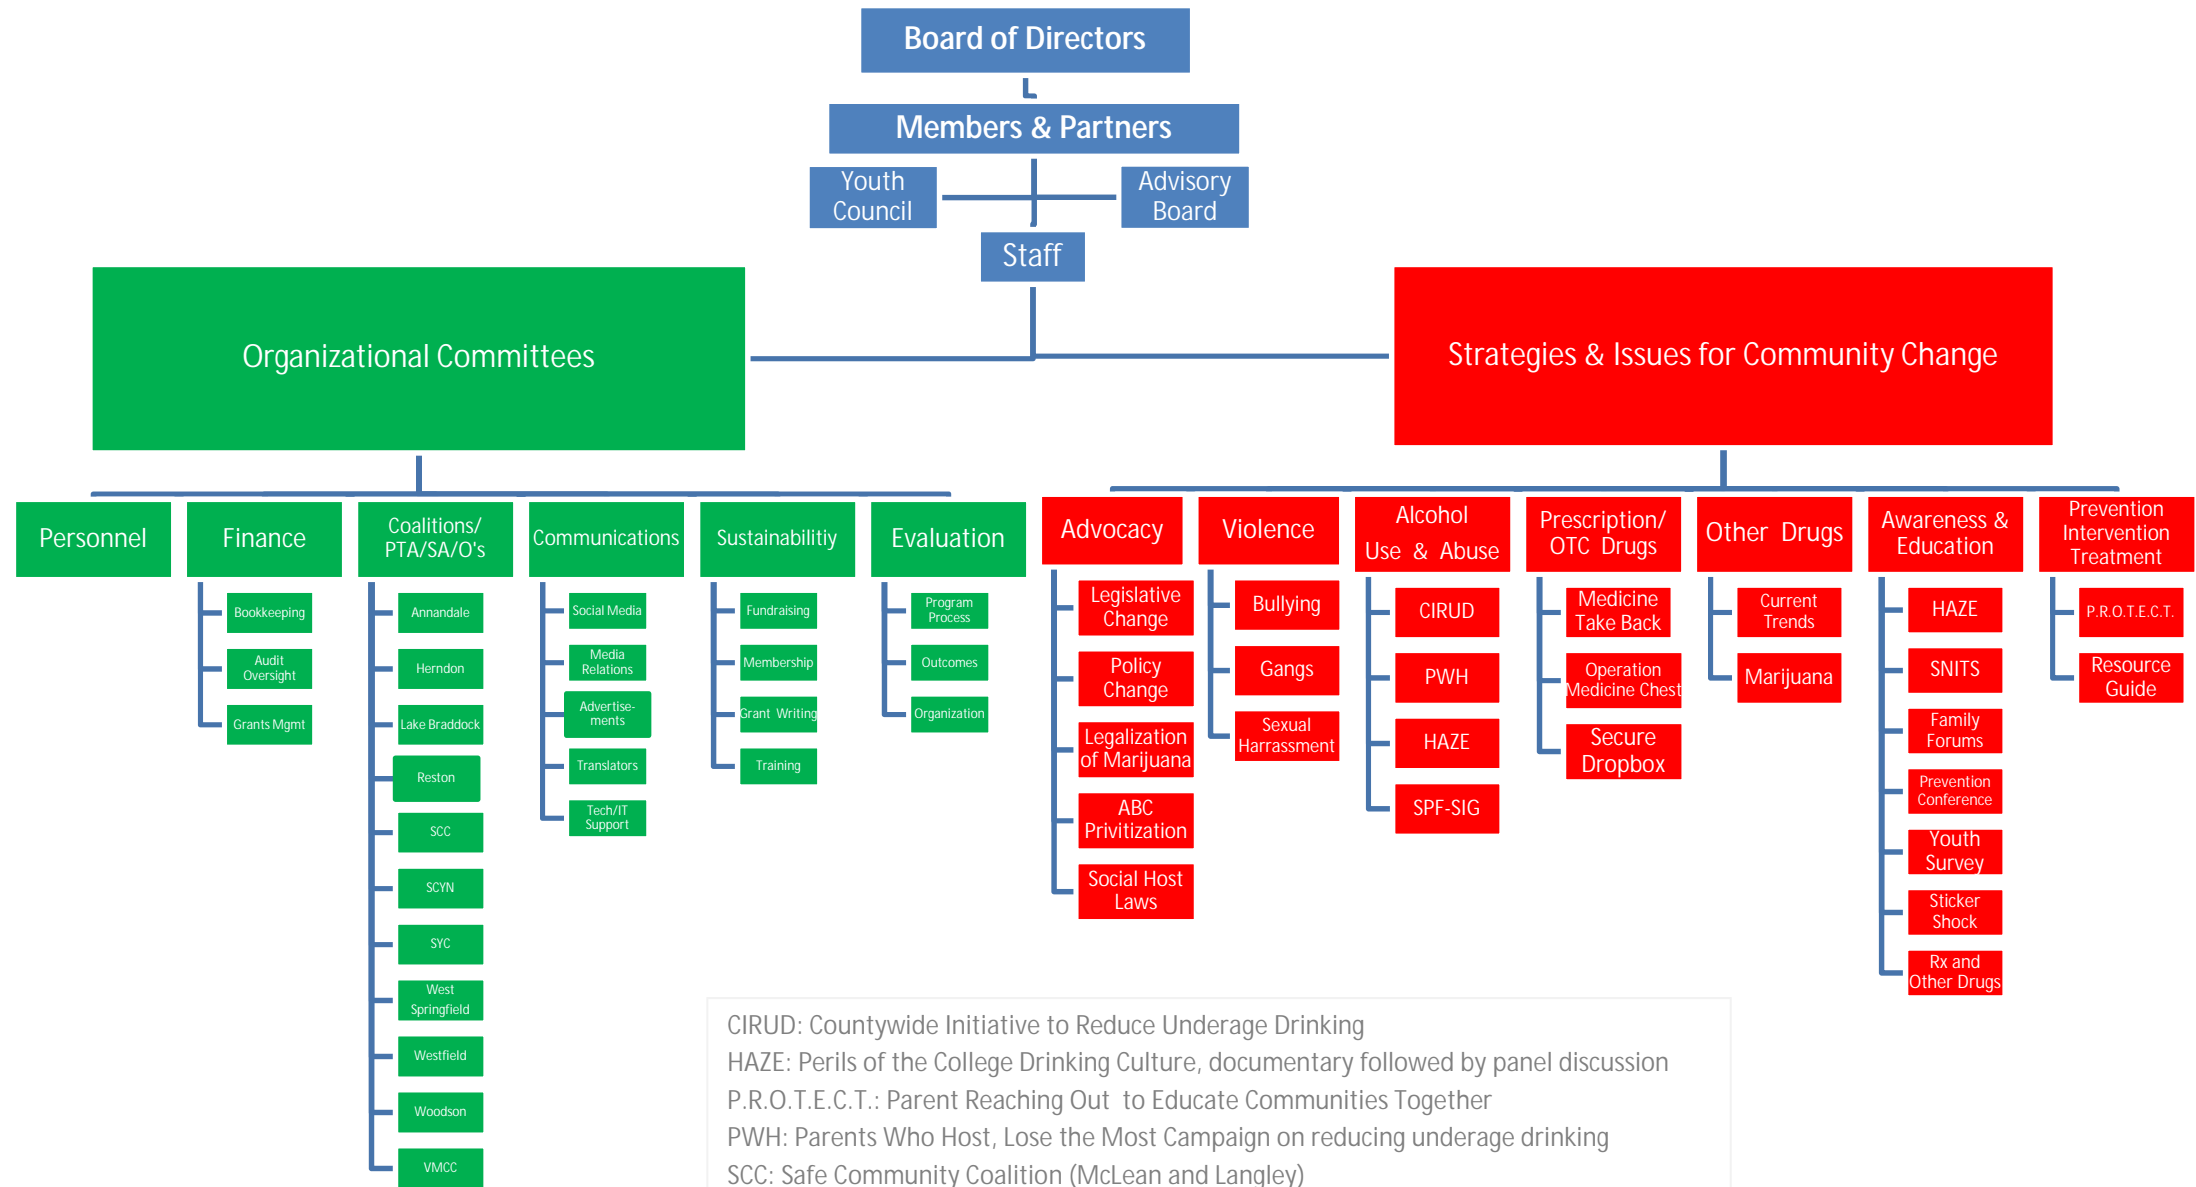 Board of Directors
Members & Partners
Youth
Council
Advisory
Board
Staff
Organizational Committees
Strategies & Issues for Community Change
Personnel
Finance
Bookkeeping
Audit
Oversight
Grants Mgmt
Coalitions/
PTA/SA/O's
Annandale
Herndon
Lake Braddock
Reston
SCC
SCYN
SYC
West
Springfield
Westfield
Woodson
VMCC
Communications
Social Media
Media
Relations
Advertise-
ments
Translators
Tech/IT
Support
Sustainabilitiy
Fundraising
Membership
Grant Writing
Training
Evaluation
Program
Process
Outcomes
Organization
Advocacy
Legislative
Change
Policy
Change
Legalization
of Marijuana
ABC
Privitization
Social Host
Laws
Violence
Bullying
Gangs
Sexual
Harrassment
Alcohol
Use & Abuse
CIRUD
PWH
HAZE
SPF-SIG
Prescription/
OTC Drugs
Medicine
Take Back
Operation
Medicine Chest
Secure
Dropbox
Other Drugs
Current
Trends
Marijuana
Awareness &
Education
HAZE
SNITS
Family
Forums
Prevention
Conference
Youth
Survey
Sticker
Shock
Rx and
Other Drugs
Prevention
Intervention
Treatment
P.R.O.T.E.C.T.
Resource
Guide
CIRUD: Countywide Initiative to Reduce Underage Drinking
HAZE: Perils of the College Drinking Culture, documentary followed by panel discussion
P.R.O.T.E.C.T.: Parent Reaching Out to Educate Communities Together
PWH: Parents Who Host, Lose the Most Campaign on reducing underage drinking
SCC: Safe Community Coalition (McLean and Langley)